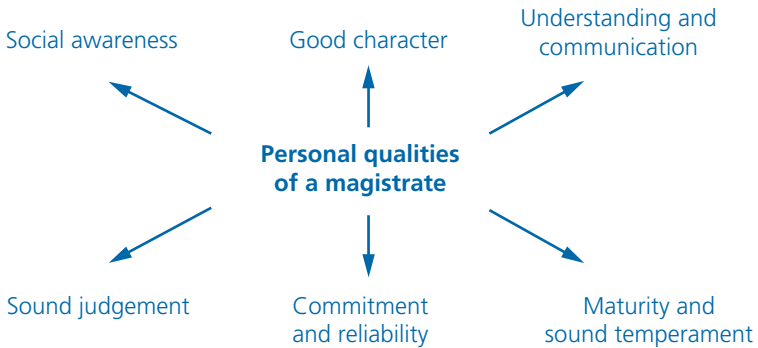 Social awareness
Good character
Understanding and
communication
Personal qualities
of a magistrate
Sound judgement
Commitment
and reliability
Maturity and
sound temperament